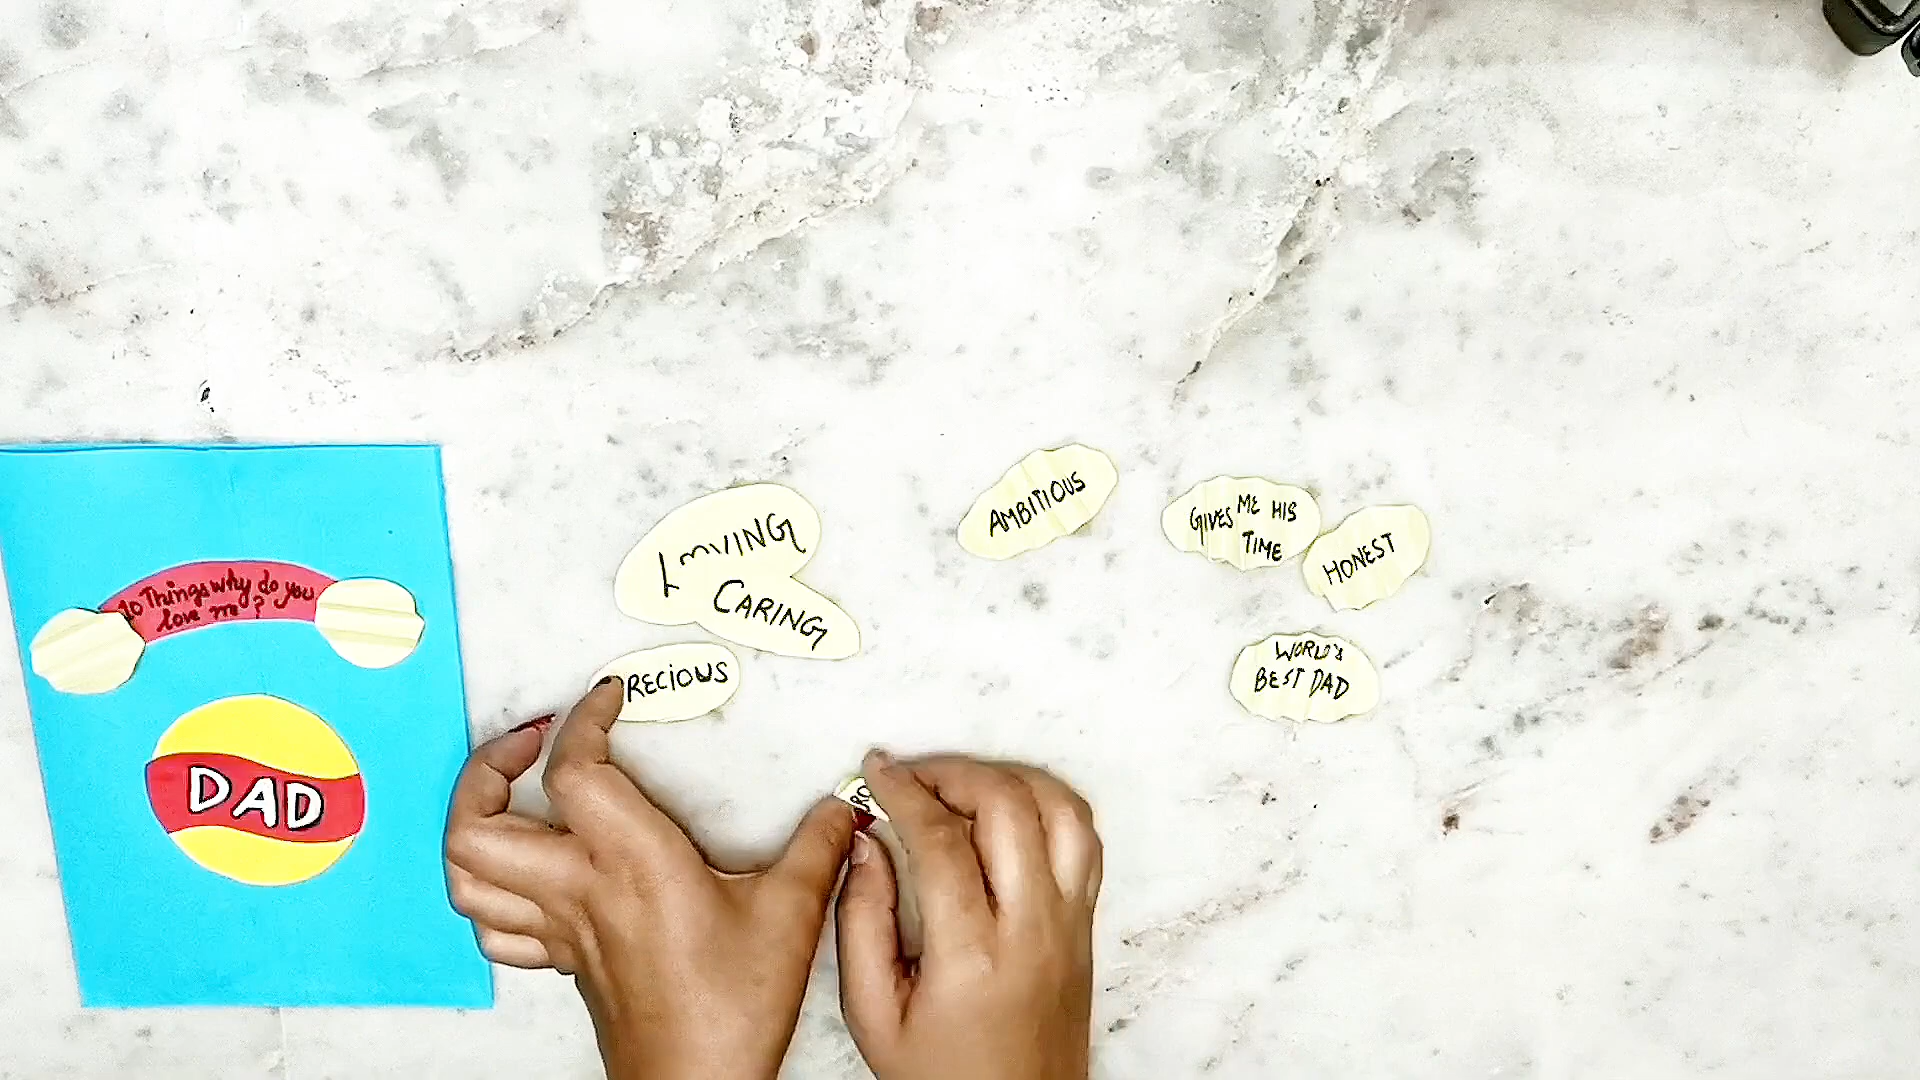 10 Things why do you
love me?
DAD
LOVING
CARING
RECIOUS
AMBITIOUS
GIVES ME HIS
TIME
HONEST
WORLD'S
BEST DAD
RO